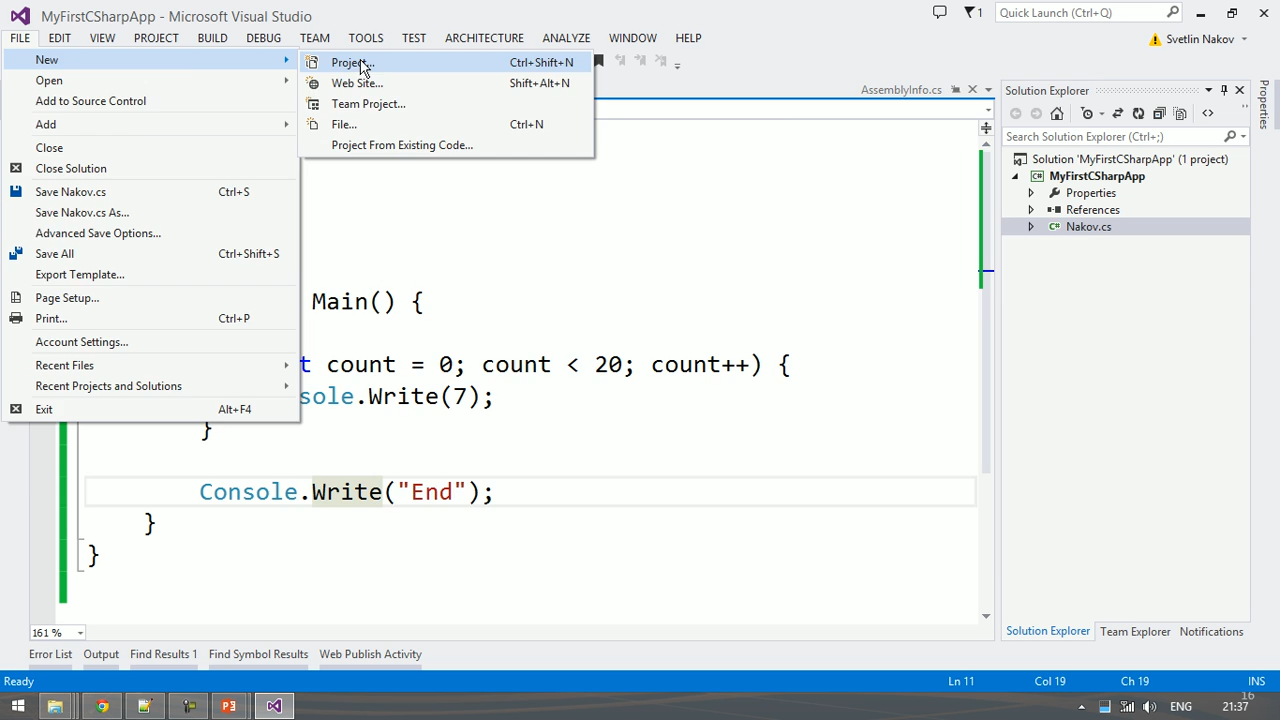 MyFirstCSharpApp - Microsoft Visual Studio
1
Quick Launch (Ctrl+Q)
FILE EDIT VIEW PROJECT BUILD DEBUG TEAM TOOLS TEST ARCHITECTURE ANALYZE WINDOW HELP
Svetlin Nakov
New
Open
Add to Source Control
Add
Close
Close Solution
Save Nakov.cs Ctrl+S
Save Nakov.cs As...
Advanced Save Options...
Save All Ctrl+Shift+S
Export Template...
Page Setup...
Print... Ctrl+P
Account Settings...
Recent Files
Recent Projects and Solutions
Exit Alt+F4
Project... Ctrl+Shift+N
Web Site... Shift+Alt+N
Team Project...
File... Ctrl+N
Project From Existing Code...
AssemblyInfo.cs
Main() {
t count = 0; count < 20; count++) {
sole.Write(7);
}
Console.Write("End");
}
}
161 %
Solution Explorer
Search Solution Explorer (Ctrl+;)
Solution 'MyFirstCSharpApp' (1 project)
MyFirstCSharpApp
Properties
References
Nakov.cs
Properties
Solution Explorer Team Explorer Notifications
Error List Output Find Results 1 Find Symbol Results Web Publish Activity
Ready Ln 11 Col 19 Ch 19 INS
16
ENG 21:37